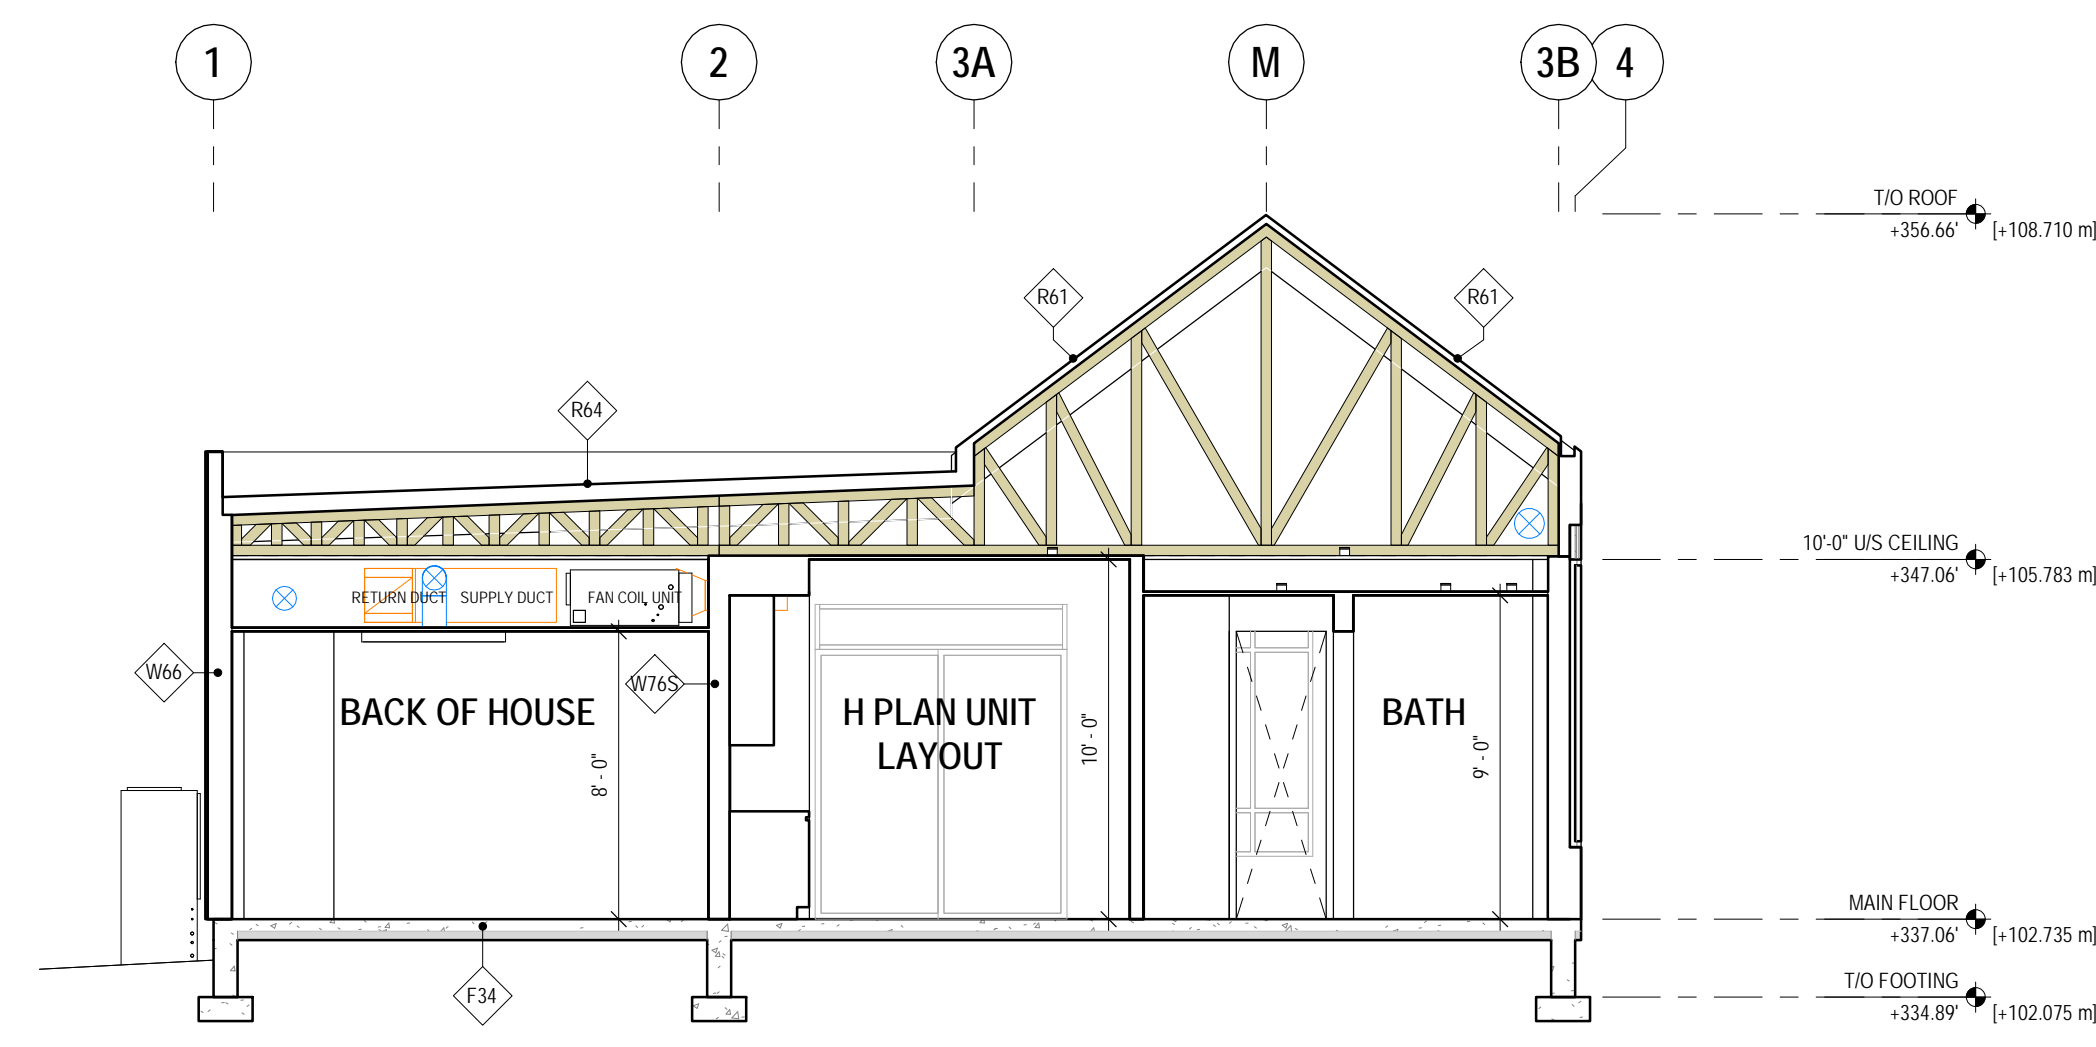 1
2
3A
M
3B
4
T/O ROOF
+356.66'
[+108.710 m]
R61
R61
R64
10'-0" U/S CEILING
+347.06'
[+105.783 m]
RETURN DUCT
SUPPLY DUCT
FAN COIL UNIT
W66
W76S
BACK OF HOUSE
H PLAN UNIT
LAYOUT
BATH
8' - 0"
10' - 0"
9' - 0"
MAIN FLOOR
+337.06'
[+102.735 m]
F34
T/O FOOTING
+334.89'
[+102.075 m]